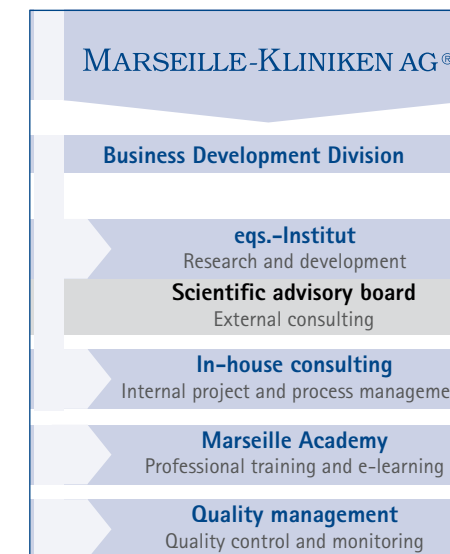 MARSEILLE-KLINIKEN AG®
Business Development Division
eqs.-Institut
Research and development
Scientific advisory board
External consulting
In-house consulting
Internal project and process manageme
Marseille Academy
Professional training and e-learning
Quality management
Quality control and monitoring